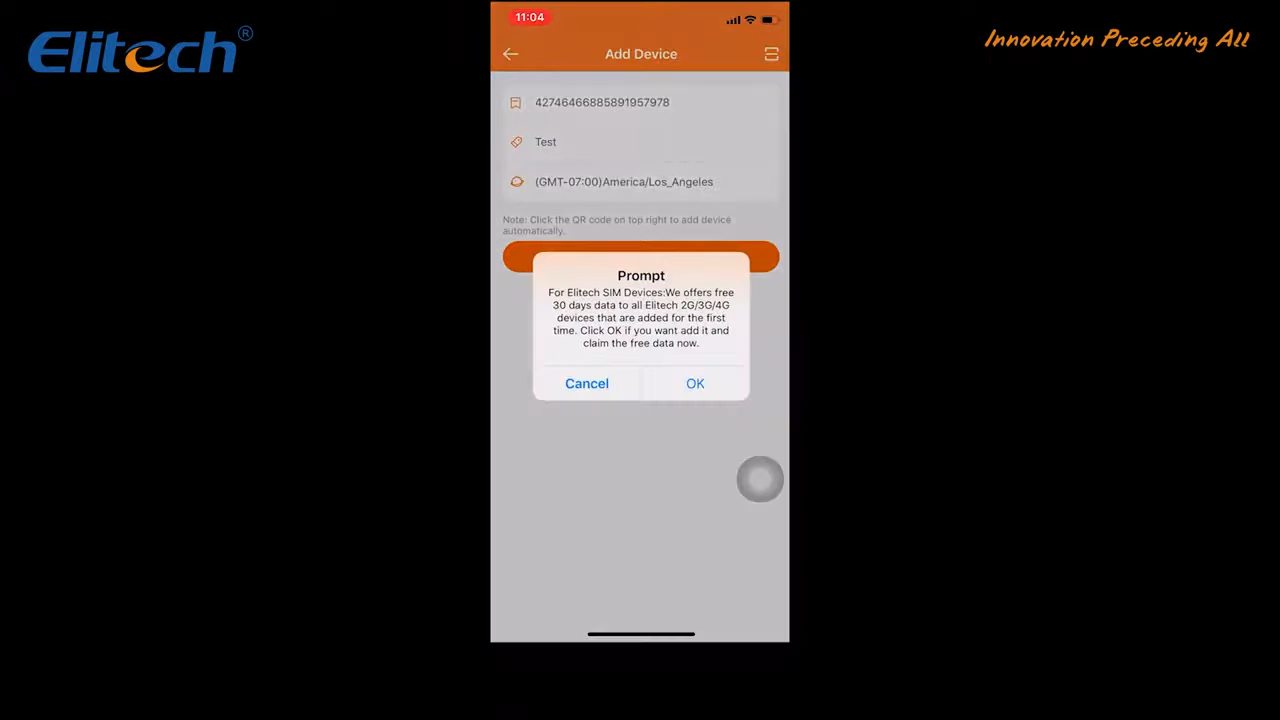 Elitech®
Innovation Preceding All
11:04
Add Device
42746466885891957978
Test
(GMT-07:00)America/Los_Angeles
Note: Click the QR code on top right to add device
automatically.
Prompt
For Elitech SIM Devices:We offers free
30 days data to all Elitech 2G/3G/4G
devices that are added for the first
time. Click OK if you want add it and
claim the free data now.
Cancel
OK